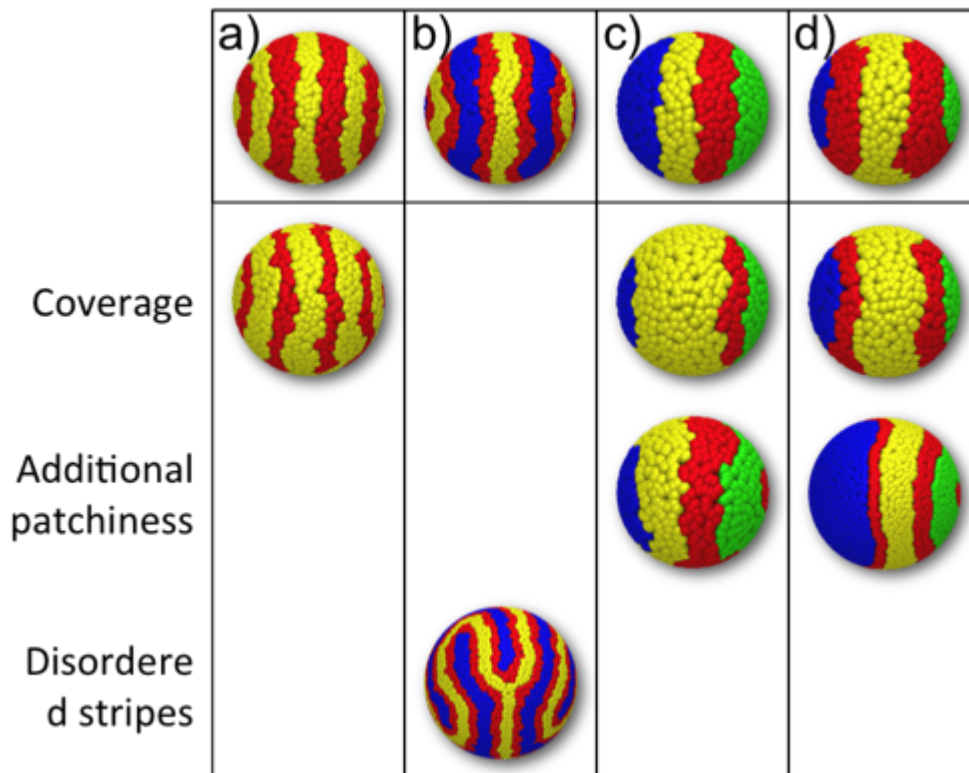 a) b) c) d)
Coverage
Additional
patchiness
Disordere
d stripes